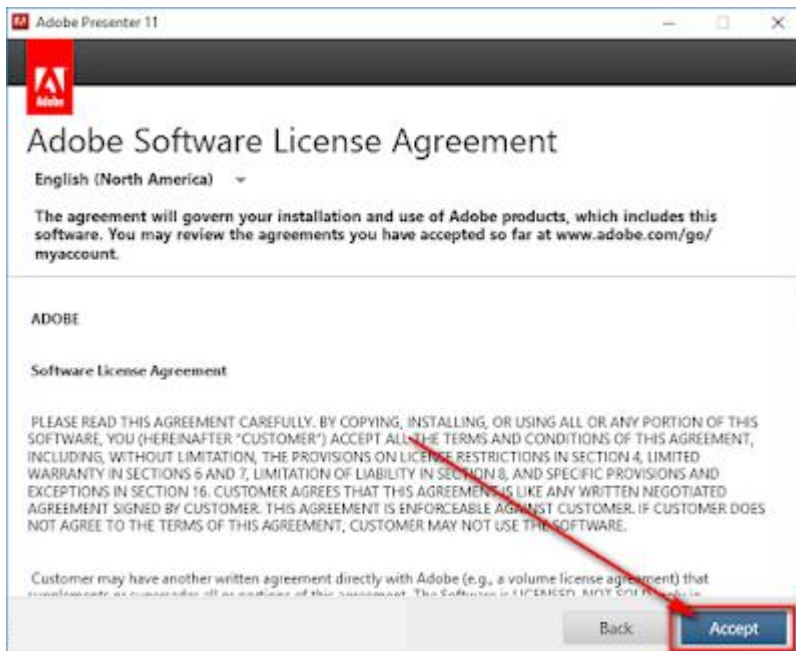 Adobe Presenter 11
Adobe
Adobe Software License Agreement
English (North America)
The agreement will govern your installation and use of Adobe products, which includes this
software. You may review the agreements you have accepted so far at www.adobe.com/go/
myaccount.
ADOBE
Software License Agreement
PLEASE READ THIS AGREEMENT CAREFULLY. BY COPYING, INSTALLING, OR USING ALL OR ANY PORTION OF THIS
SOFTWARE, YOU (HEREINAFTER "CUSTOMER") ACCEPT ALL THE TERMS AND CONDITIONS OF THIS AGREEMENT,
INCLUDING, WITHOUT LIMITATION, THE PROVISIONS ON LICENSE RESTRICTIONS IN SECTION 4, LIMITED
WARRANTY IN SECTIONS 6 AND 7, LIMITATION OF LIABILITY IN SECTION 8, AND SPECIFIC PROVISIONS AND
EXCEPTIONS IN SECTION 16. CUSTOMER AGREES THAT THIS AGREEMENT IS LIKE ANY WRITTEN NEGOTIATED
AGREEMENT SIGNED BY CUSTOMER. THIS AGREEMENT IS ENFORCEABLE AGAINST CUSTOMER. IF CUSTOMER DOES
NOT AGREE TO THE TERMS OF THIS AGREEMENT, CUSTOMER MAY NOT USE THE SOFTWARE.
Customer may have another written agreement directly with Adobe (e.g., a volume license agreement) that
Back
Accept